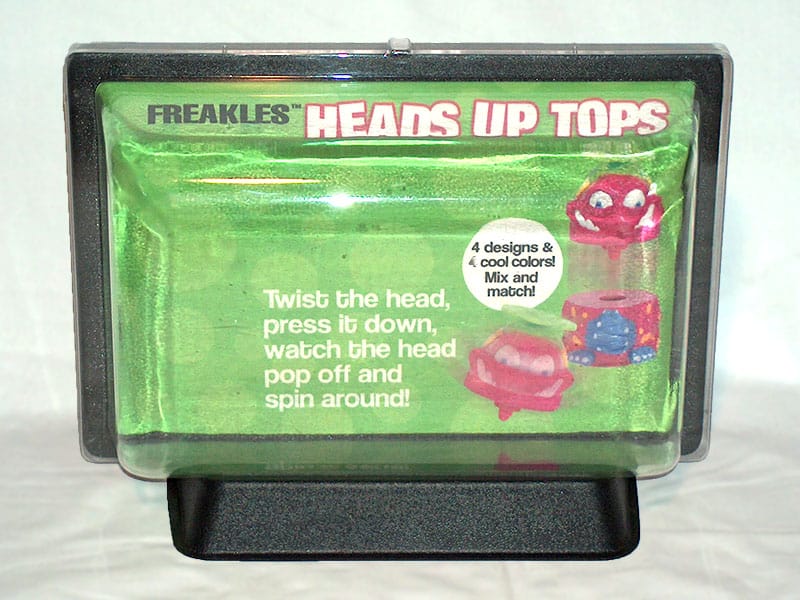 FREAKLES™ HEADS UP TOPS
4 designs &
4 cool colors!
Mix and
match!
Twist the head,
press it down,
watch the head
pop off and
spin around!